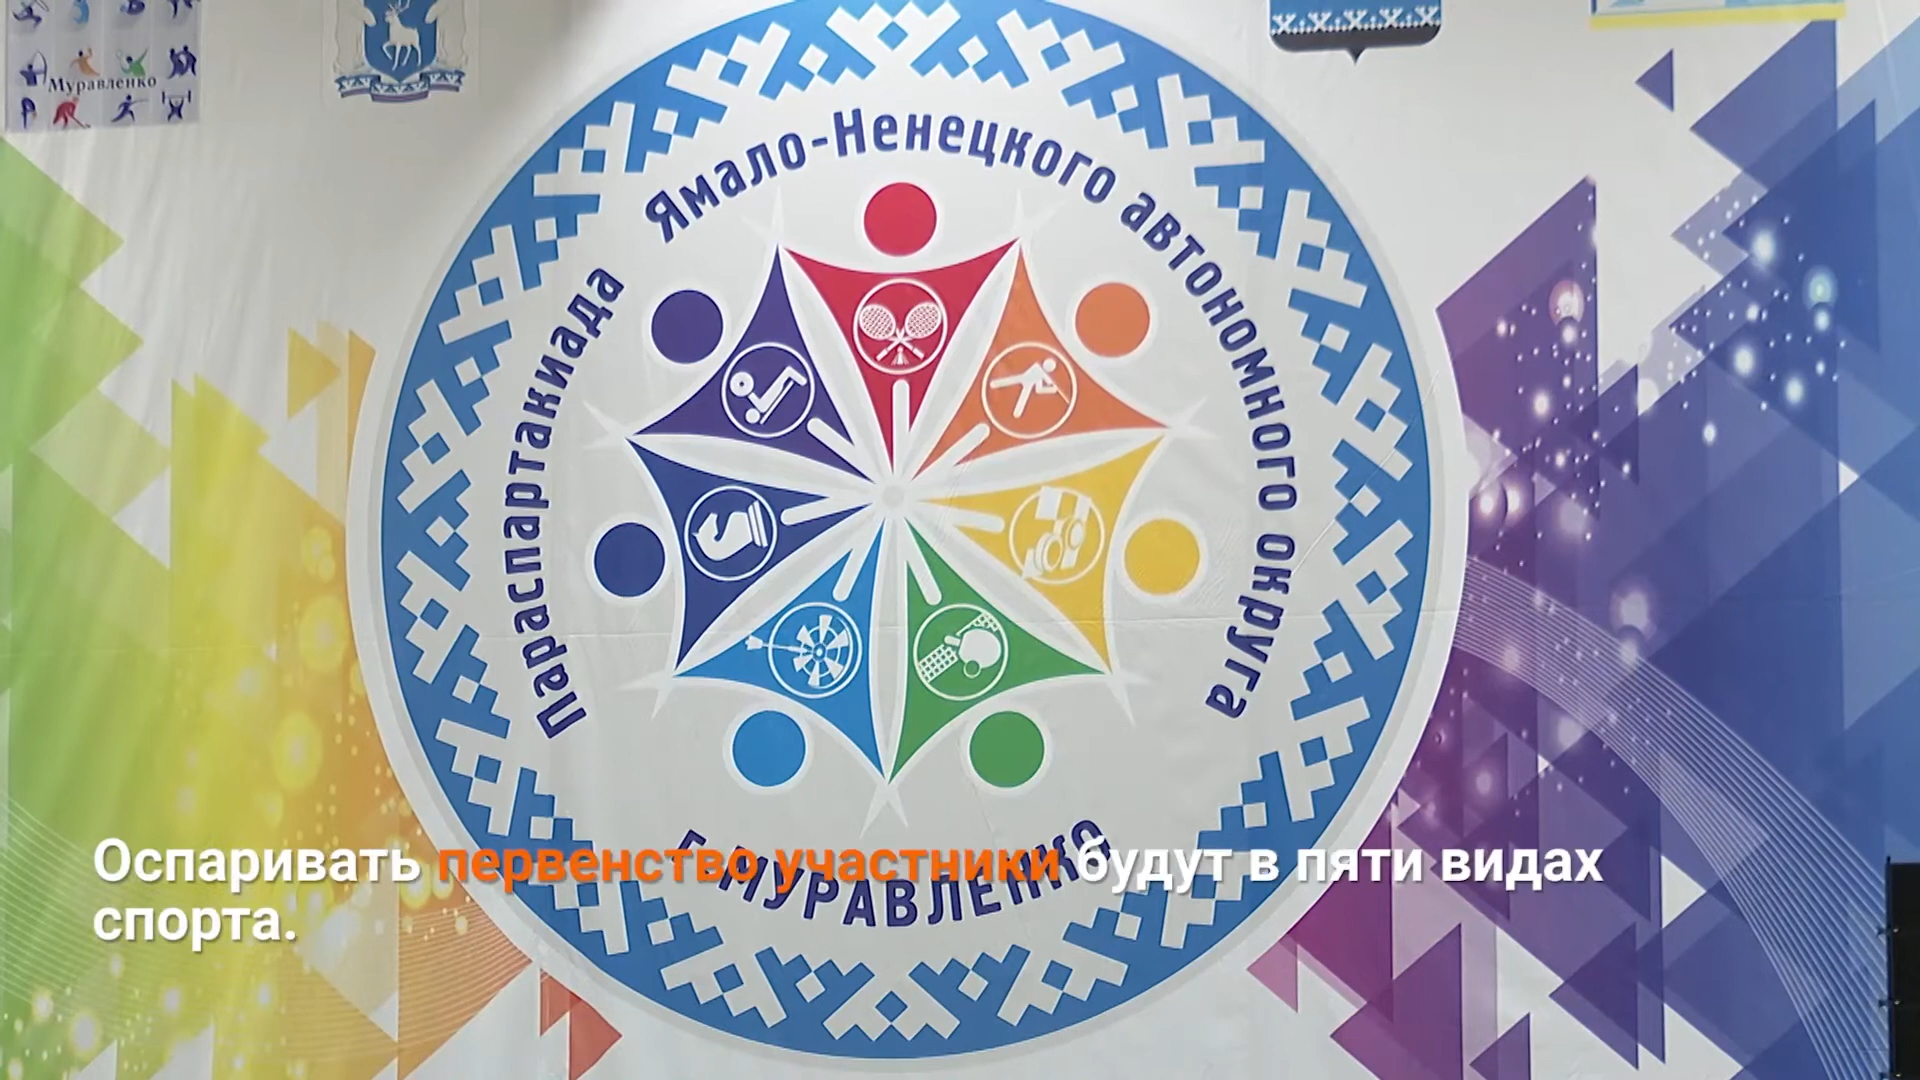 Муравленко
Параспартакиада Ямало-Ненецкого автономного округа
г.МУРАВЛЕНКО
Оспаривать первенство участники будут в пяти видах
спорта.